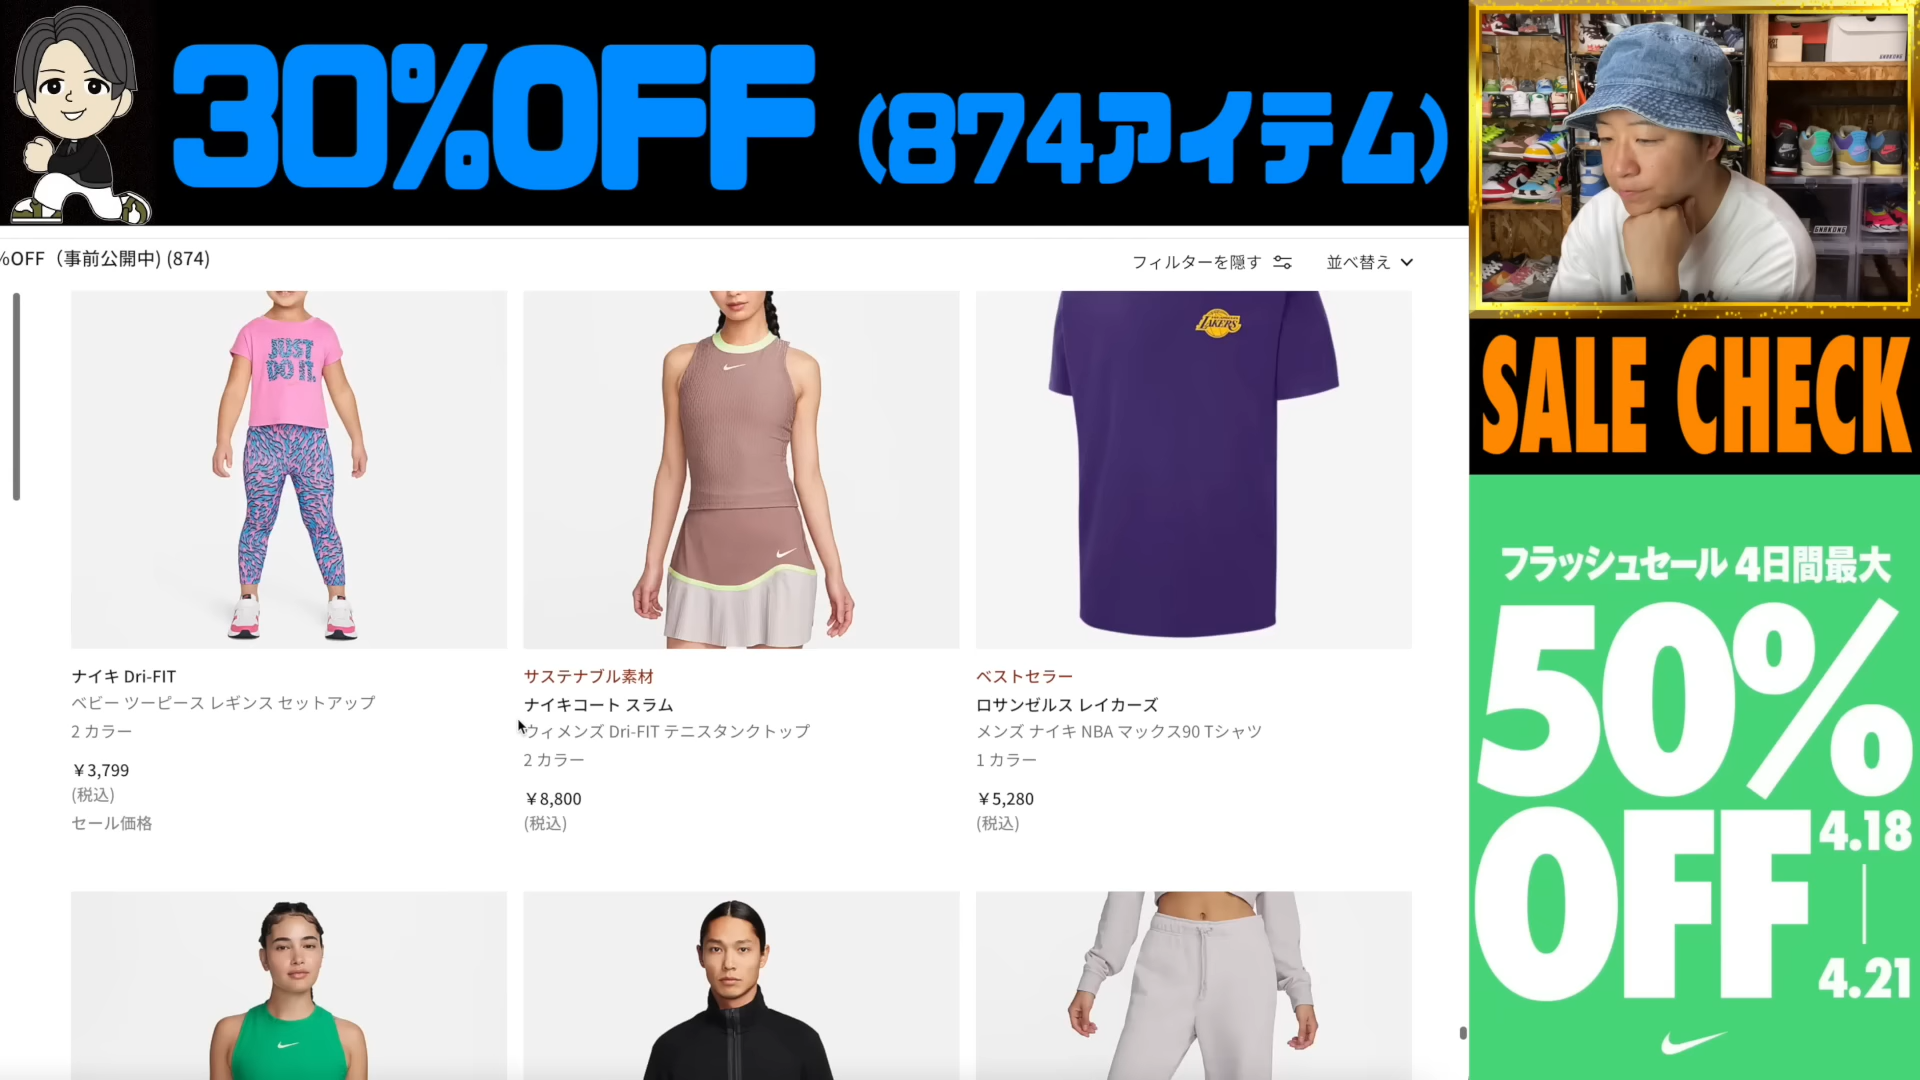 30%OFF (874アイテム)
%OFF（事前公開中) (874)
フィルターを隠す
並べ替え
JUST
DO IT.
LAKERS
ナイキ Dri-FIT
ベビー ツーピース レギンス セットアップ
2 カラー
￥3,799
(税込)
セール価格
サステナブル素材
ナイキコート スラム
ウィメンズ Dri-FIT テニスタンクトップ
2 カラー
￥8,800
(税込)
ベストセラー
ロサンゼルス レイカーズ
メンズ ナイキ NBA マックス90 Tシャツ
1 カラー
￥5,280
(税込)
SALE CHECK
フラッシュセール 4日間最大
50%
OFF
4.18
4.21